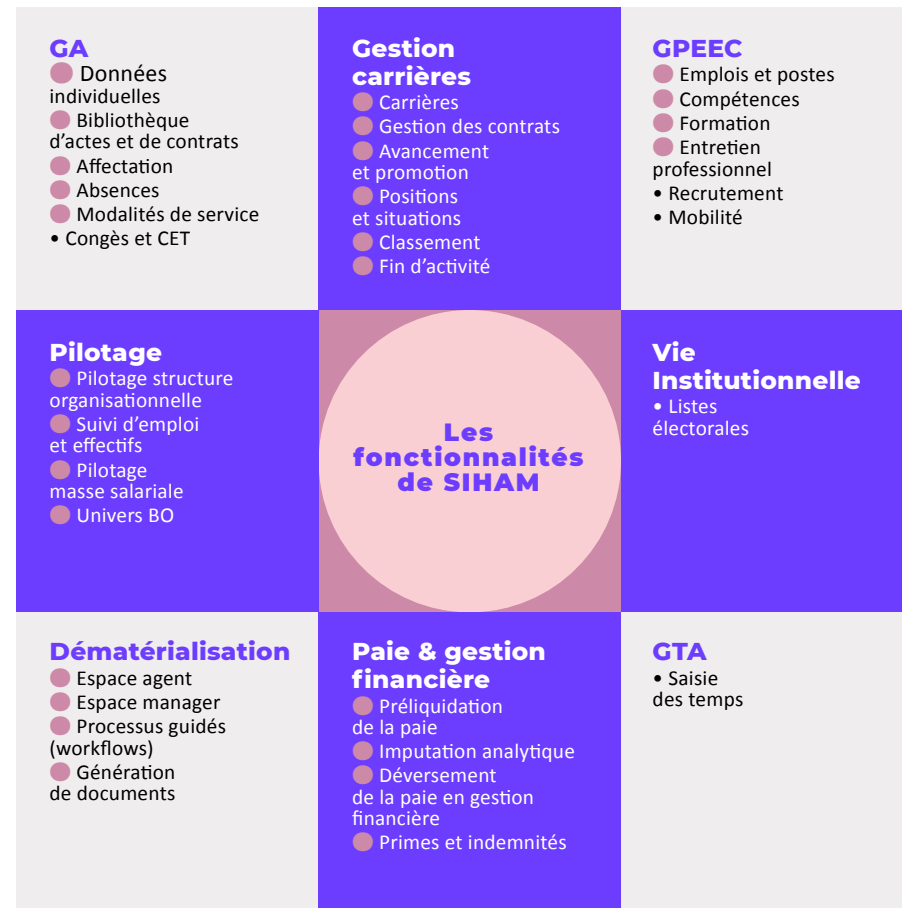 GA
● Données
individuelles
● Bibliothèque
d’actes et de contrats
● Affectation
● Absences
● Modalités de service
• Congès et CET
Gestion
carrières
● Carrières
● Gestion des contrats
● Avancement
et promotion
● Positions
et situations
● Classement
● Fin d’activité
GPEEC
● Emplois et postes
● Compétences
● Formation
● Entretien
professionnel
• Recrutement
• Mobilité
Pilotage
● Pilotage structure
organisationnelle
● Suivi d’emploi
et effectifs
● Pilotage
masse salariale
● Univers BO
Les
fonctionnalités
de SIHAM
Vie
Institutionnelle
• Listes
électorales
Dématérialisation
● Espace agent
● Espace manager
● Processus guidés
(workflows)
● Génération
de documents
Paie & gestion
financière
● Préliquidation
de la paie
● Imputation analytique
● Déversement
de la paie en gestion
financière
● Primes et indemnités
GTA
• Saisie
des temps